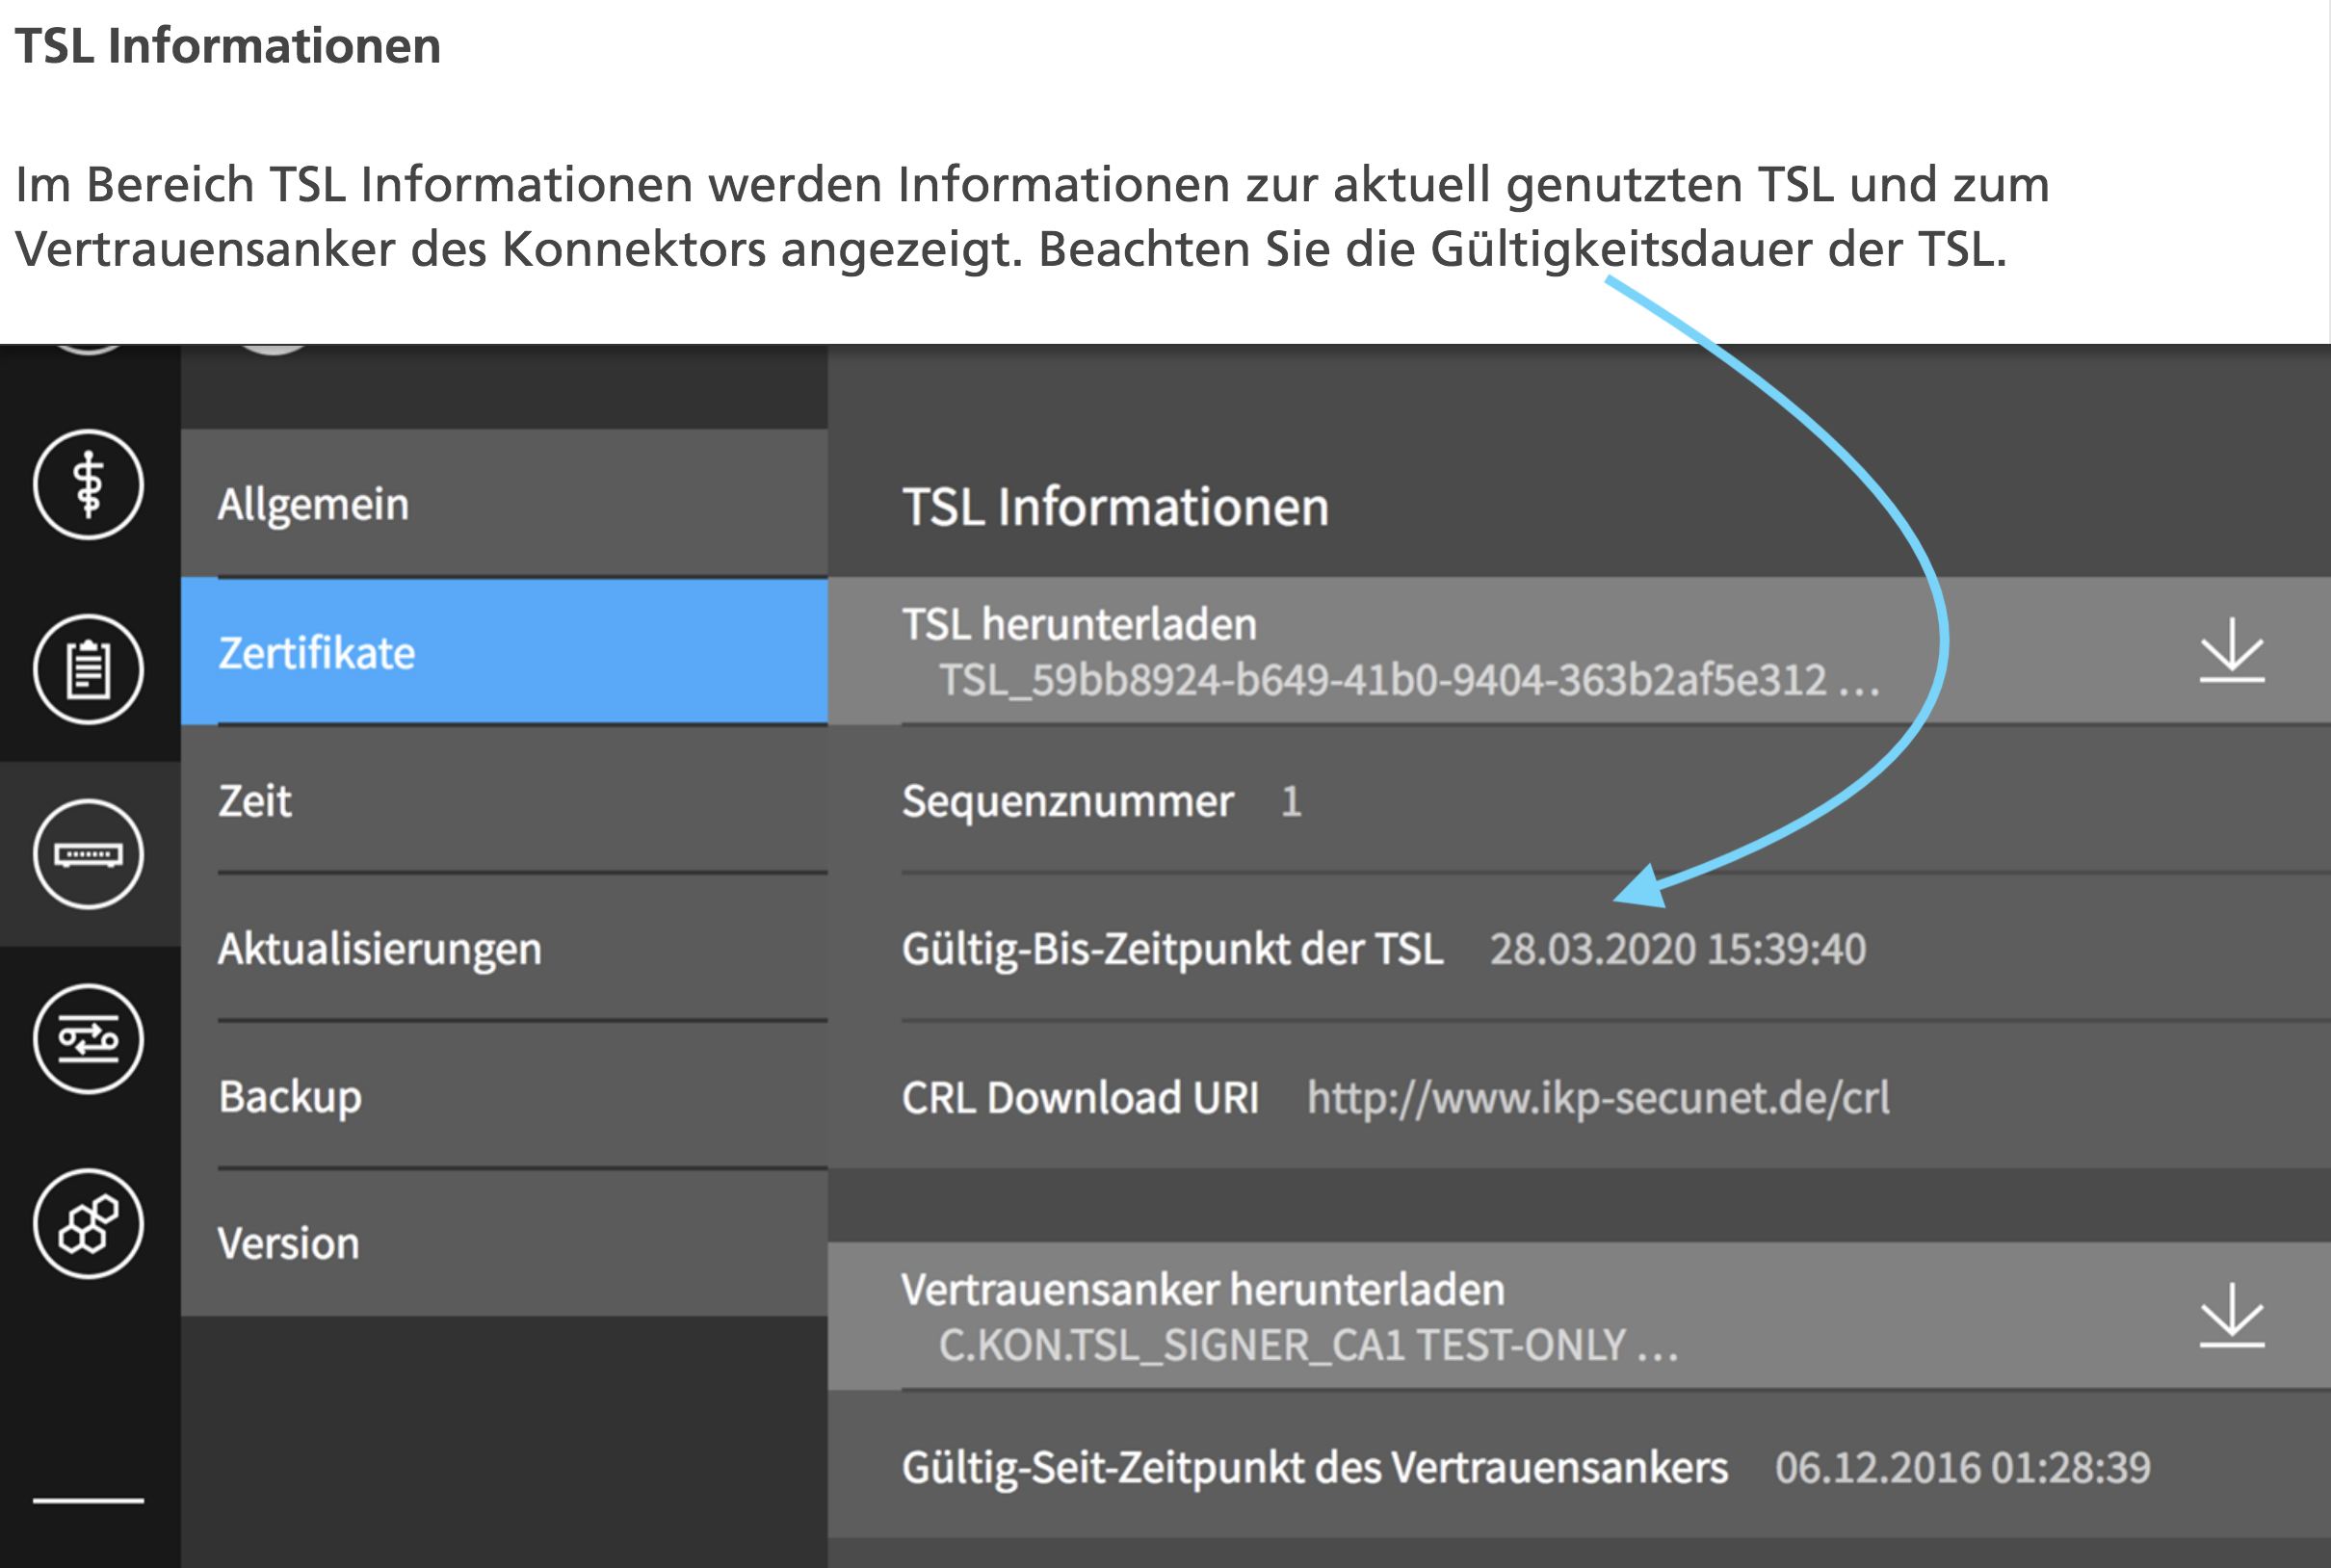 TSL Informationen
Im Bereich TSL Informationen werden Informationen zur aktuell genutzten TSL und zum
Vertrauensanker des Konnektors angezeigt. Beachten Sie die Gültigkeitsdauer der TSL.
Allgemein
Zertifikate
Zeit
Aktualisierungen
Backup
Version
TSL Informationen
TSL herunterladen
TSL_59bb8924-b649-41b0-9404-363b2af5e312 ...
Sequenznummer 1
Gültig-Bis-Zeitpunkt der TSL 28.03.2020 15:39:40
CRL Download URI http://www.ikp-secunet.de/crl
Vertrauensanker herunterladen
C.KON.TSL_SIGNER_CA1 TEST-ONLY ...
Gültig-Seit-Zeitpunkt des Vertrauensankers 06.12.2016 01:28:39